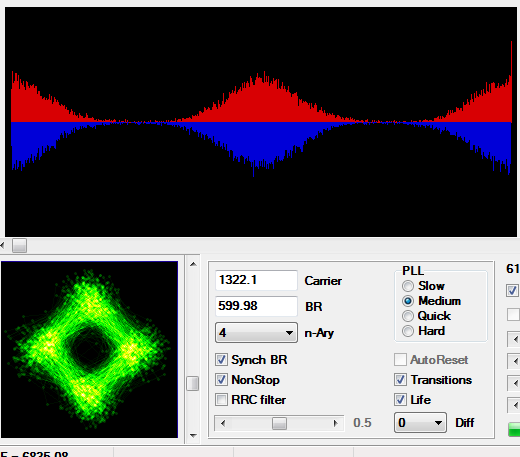 PLL
61
1322.1 Carrier
Slow
599.98 BR
Medium
Quick
4 n-Ary
Hard
Synch BR
AutoReset
NonStop
Transitions
RRC filter
Life
0.5
0 Diff
F = 6835.08